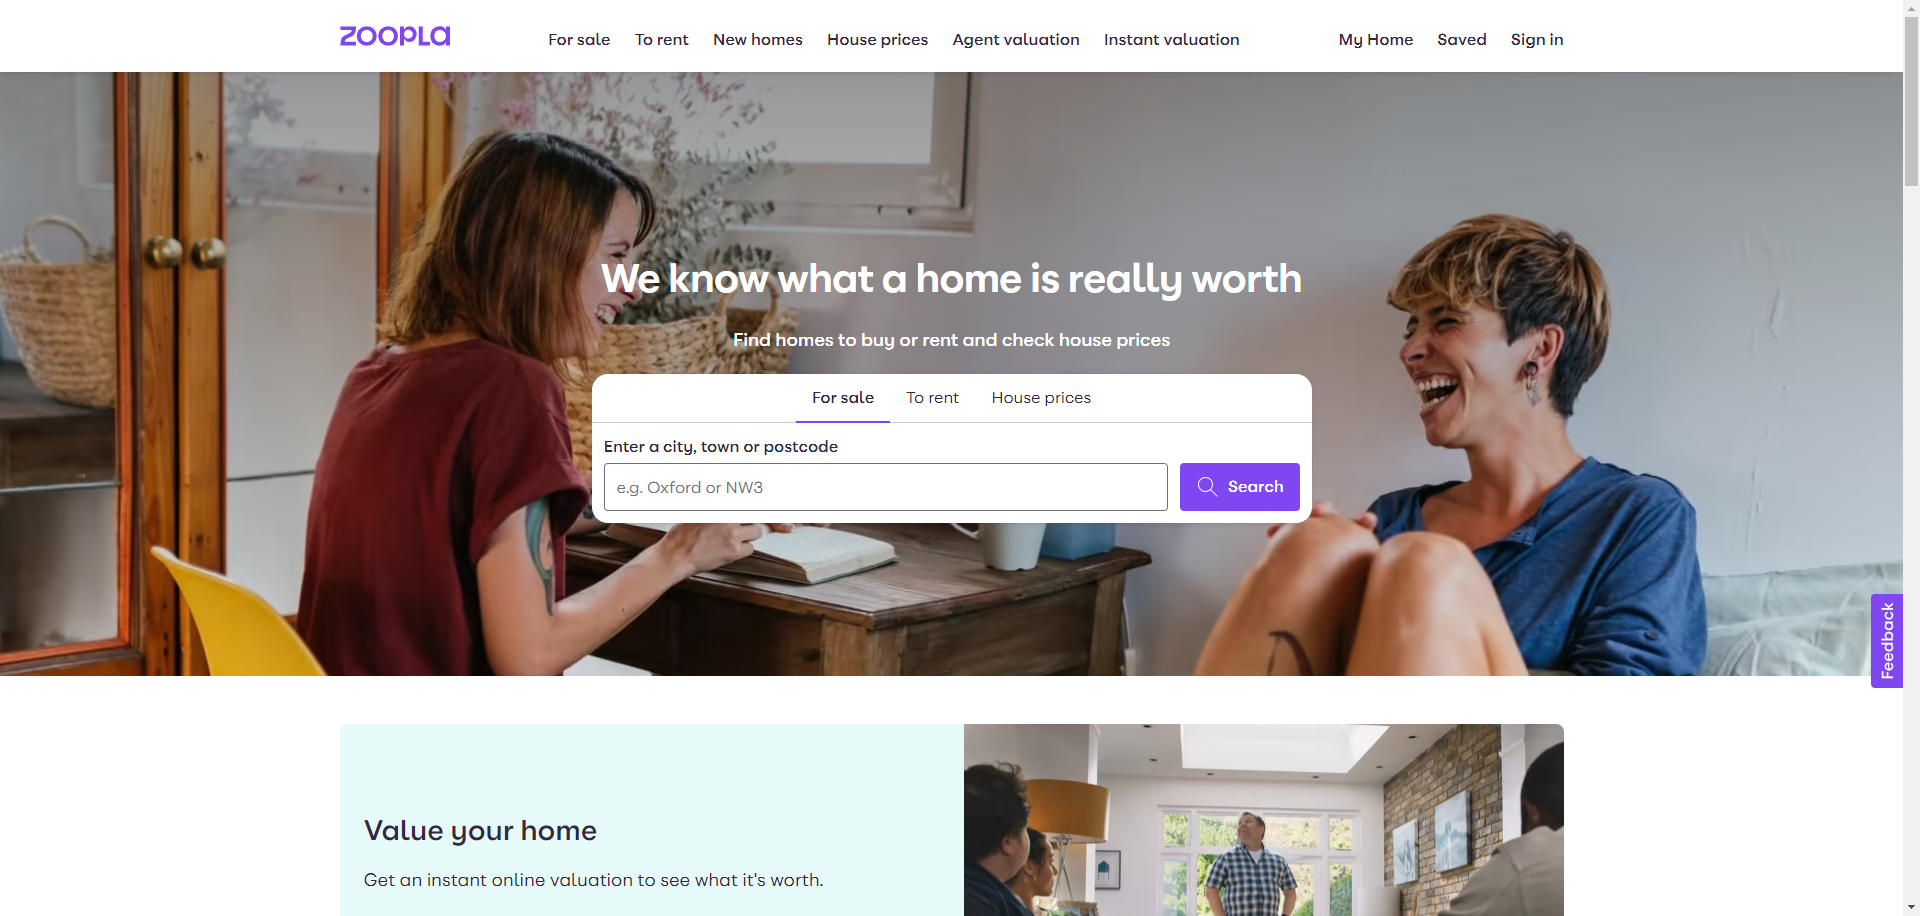 zoopla
For sale To rent New homes House prices Agent valuation Instant valuation My Home Saved Sign in
We know what a home is really worth
Find homes to buy or rent and check house prices
For sale To rent House prices
Enter a city, town or postcode
e.g. Oxford or NW3
Search
Feedback
Value your home
Get an instant online valuation to see what it's worth.